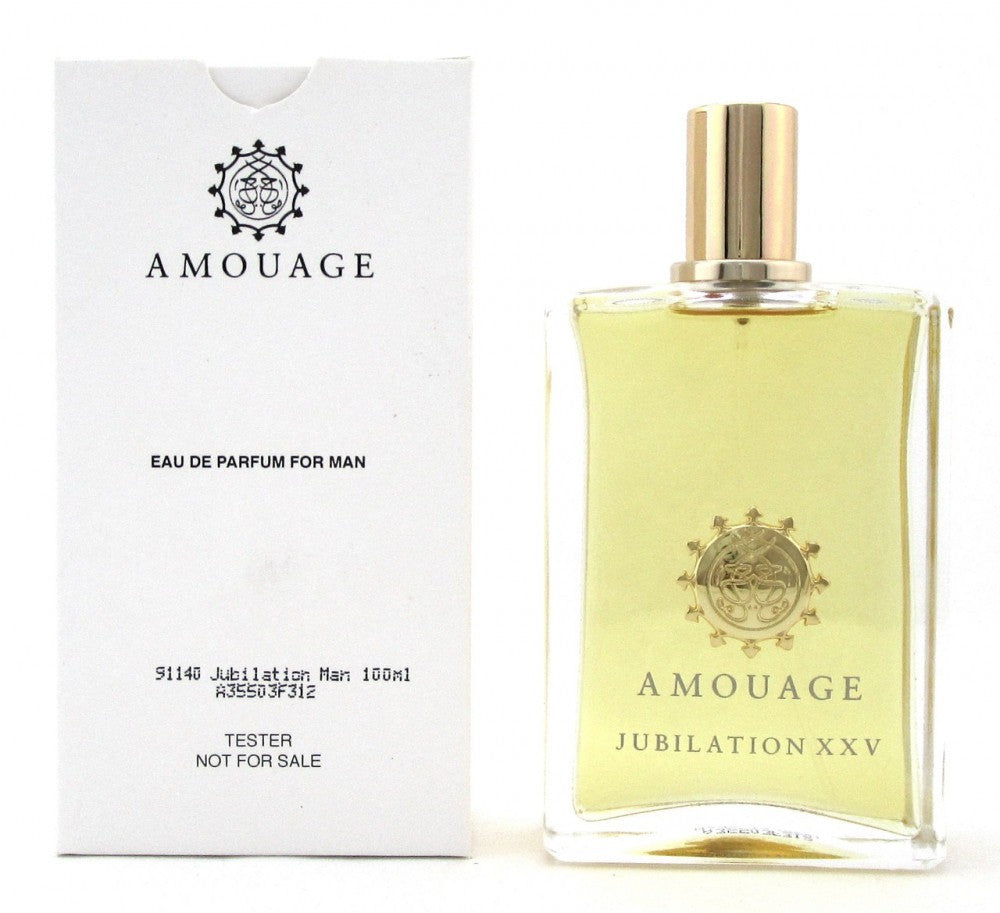 AMOUAGE
EAU DE PARFUM FOR MAN
91140 Jubilation Man 100ml
A35503F312
TESTER
NOT FOR SALE
AMOUAGE
JUBILATION XXV